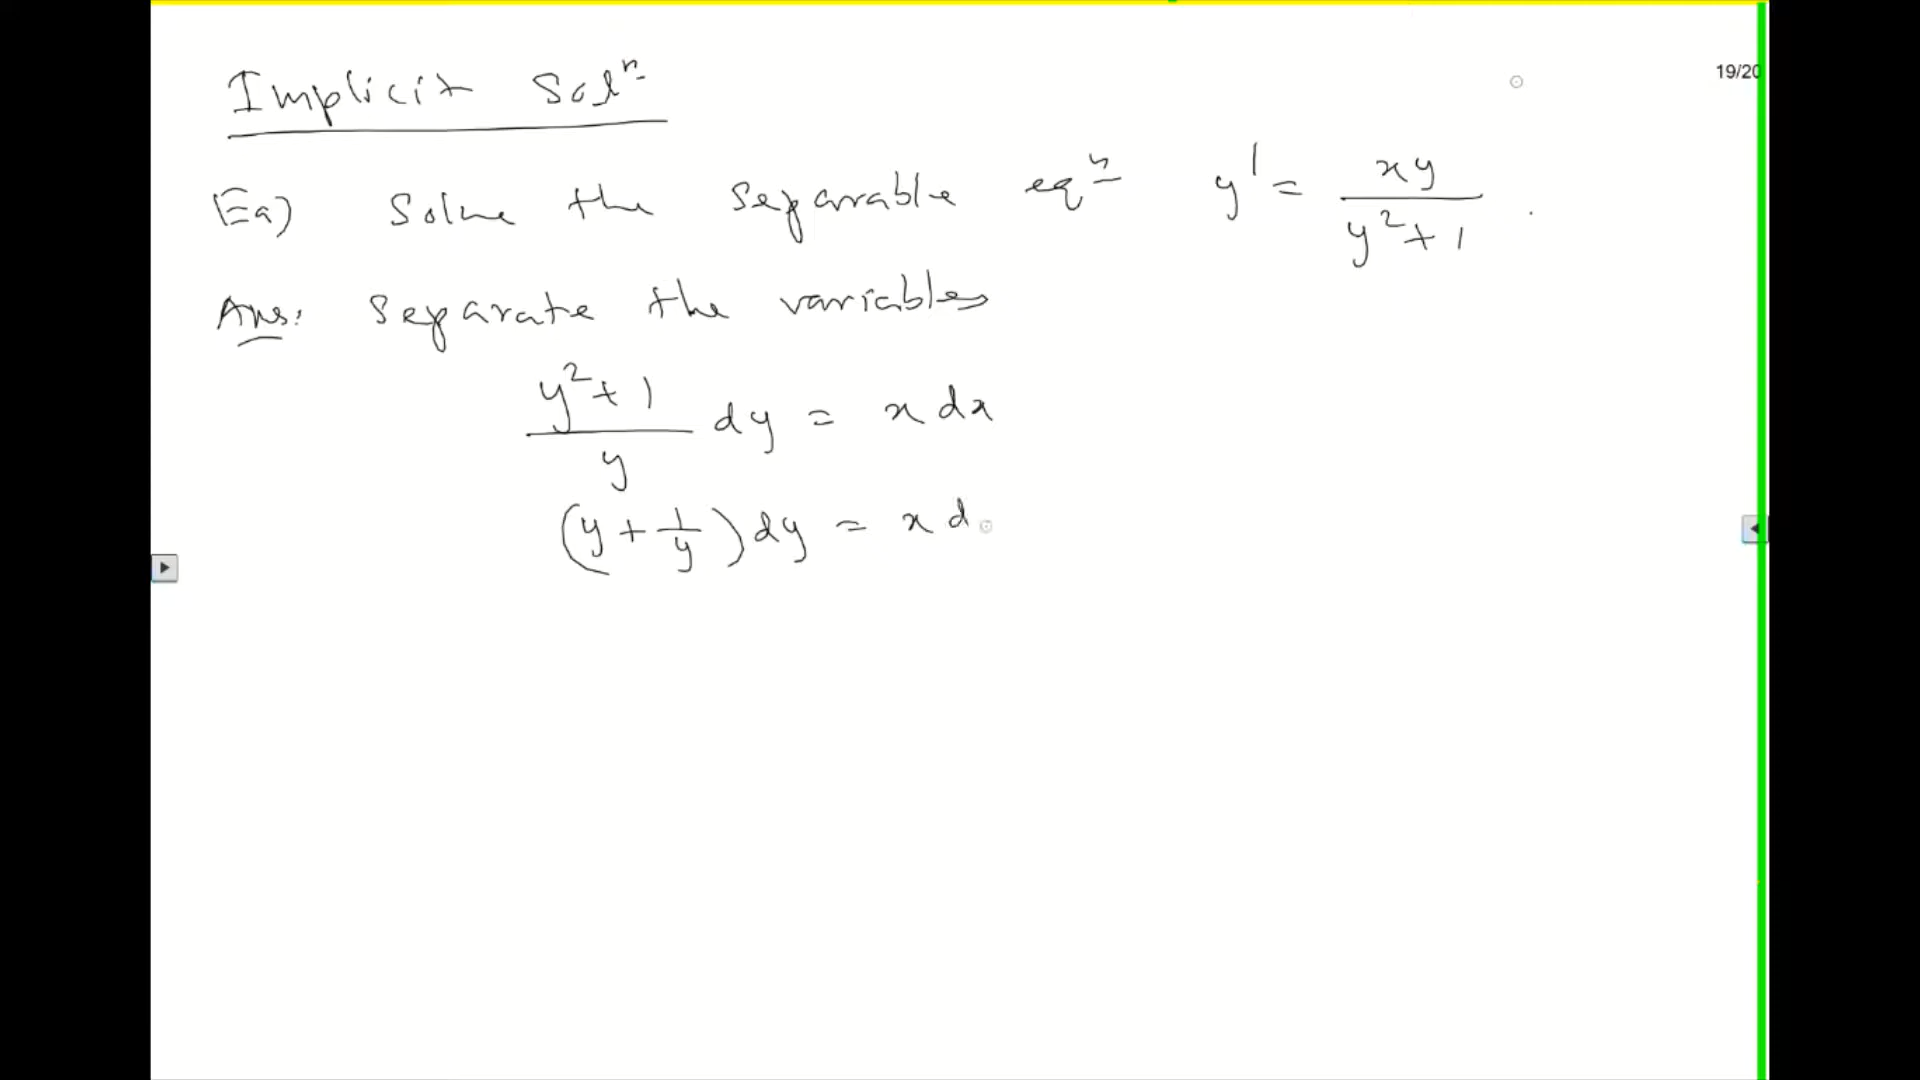 19/20
Implicit Solⁿ
Ex) Solve the separable eqⁿ y' = xy / (y² + 1) .
Ans: Separate the variables
(y² + 1) / y dy = x dx
(y + 1/y) dy = x d